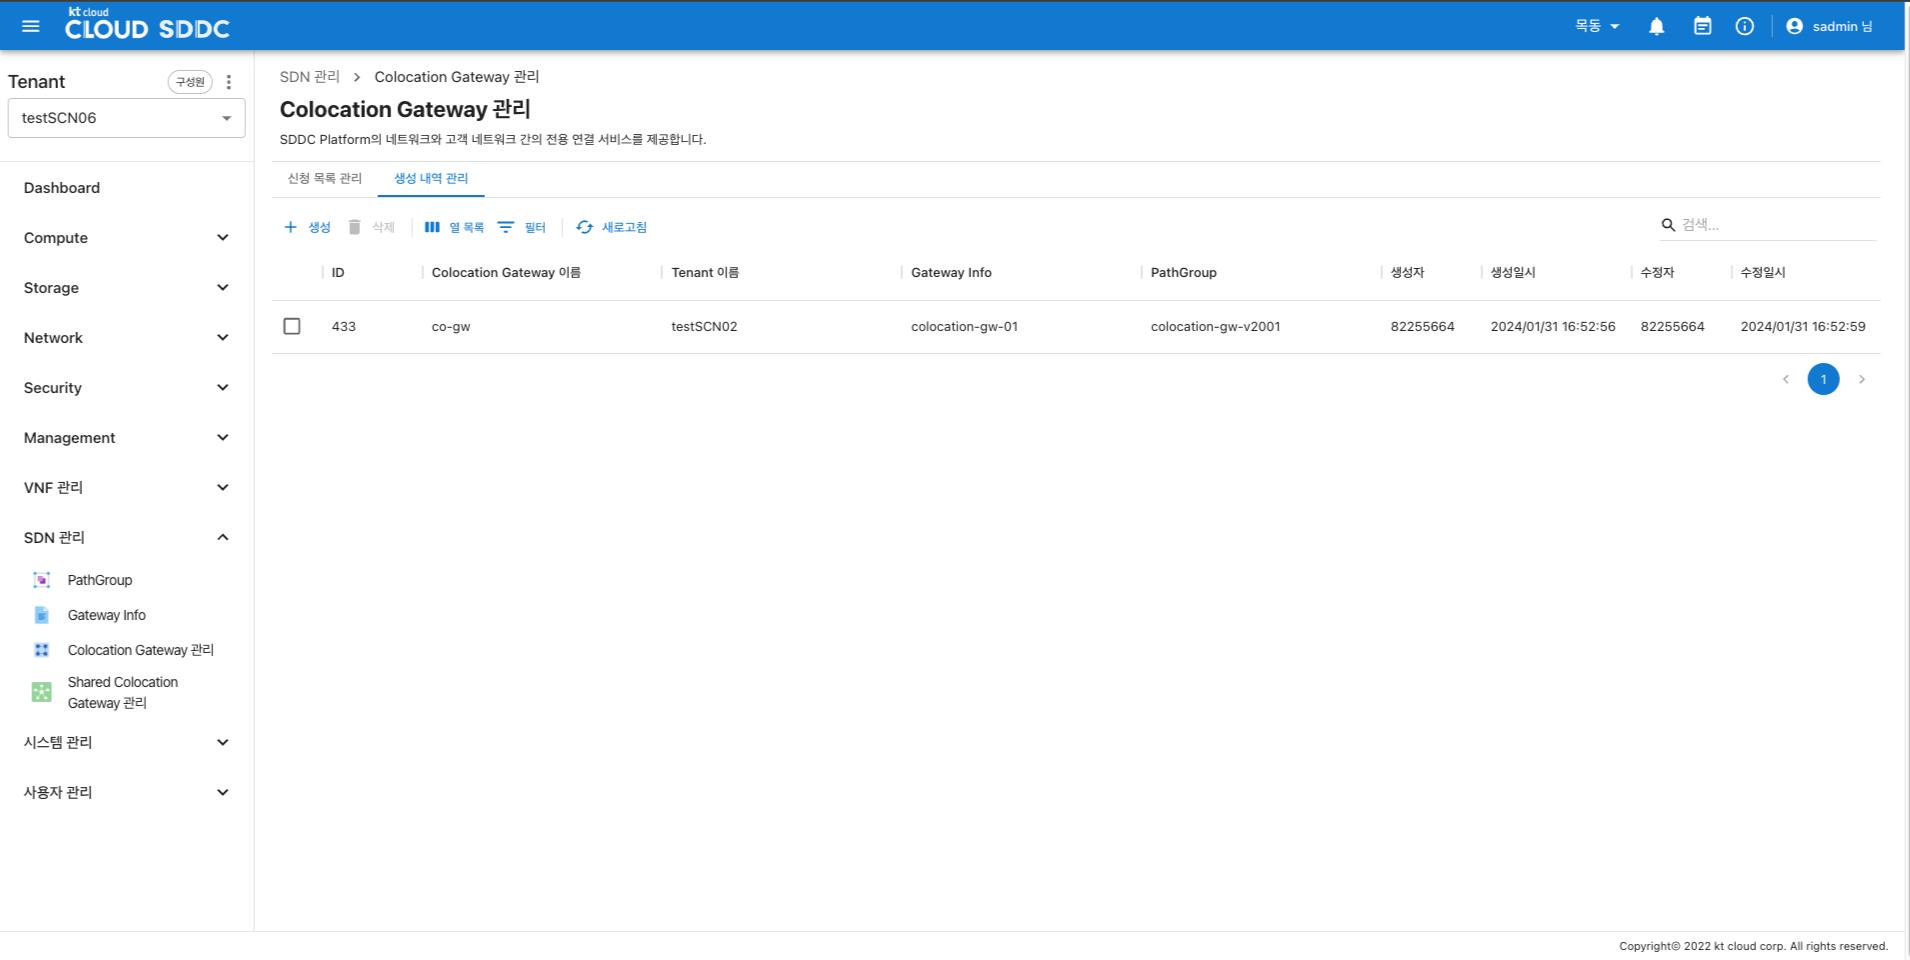 kt cloud
CLOUD SDDC
목동
sadmin 님
Tenant
구성원
testSCN06
Dashboard
Compute
Storage
Network
Security
Management
VNF 관리
SDN 관리
PathGroup
Gateway Info
Colocation Gateway 관리
Shared Colocation
Gateway 관리
시스템 관리
사용자 관리
SDN 관리 > Colocation Gateway 관리
Colocation Gateway 관리
SDDC Platform의 네트워크와 고객 네트워크 간의 전용 연결 서비스를 제공합니다.
신청 목록 관리 생성 내역 관리
생성 삭제 열 목록 필터 새로고침 검색...
ID Colocation Gateway 이름 Tenant 이름 Gateway Info PathGroup 생성자 생성일시 수정자 수정일시
433 co-gw testSCN02 colocation-gw-01 colocation-gw-v2001 82255664 2024/01/31 16:52:56 82255664 2024/01/31 16:52:59
1
Copyright© 2022 kt cloud corp. All rights reserved.